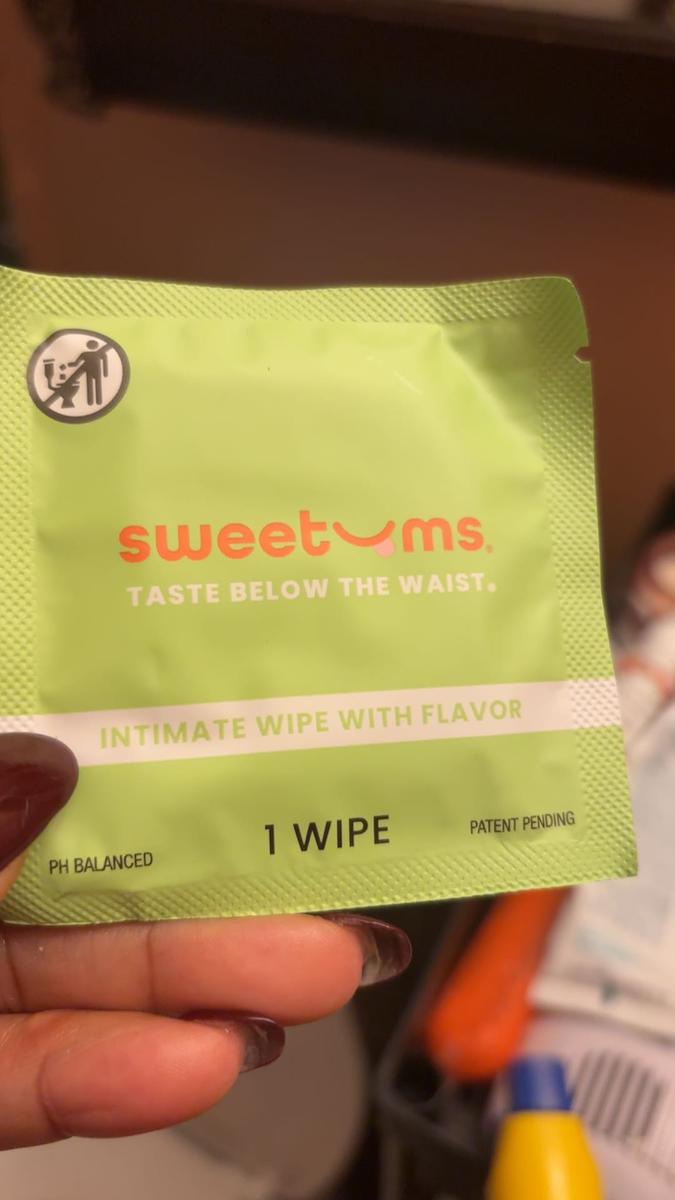 sweetums®
TASTE BELOW THE WAIST®
INTIMATE WIPE WITH FLAVOR
PH BALANCED 1 WIPE PATENT PENDING